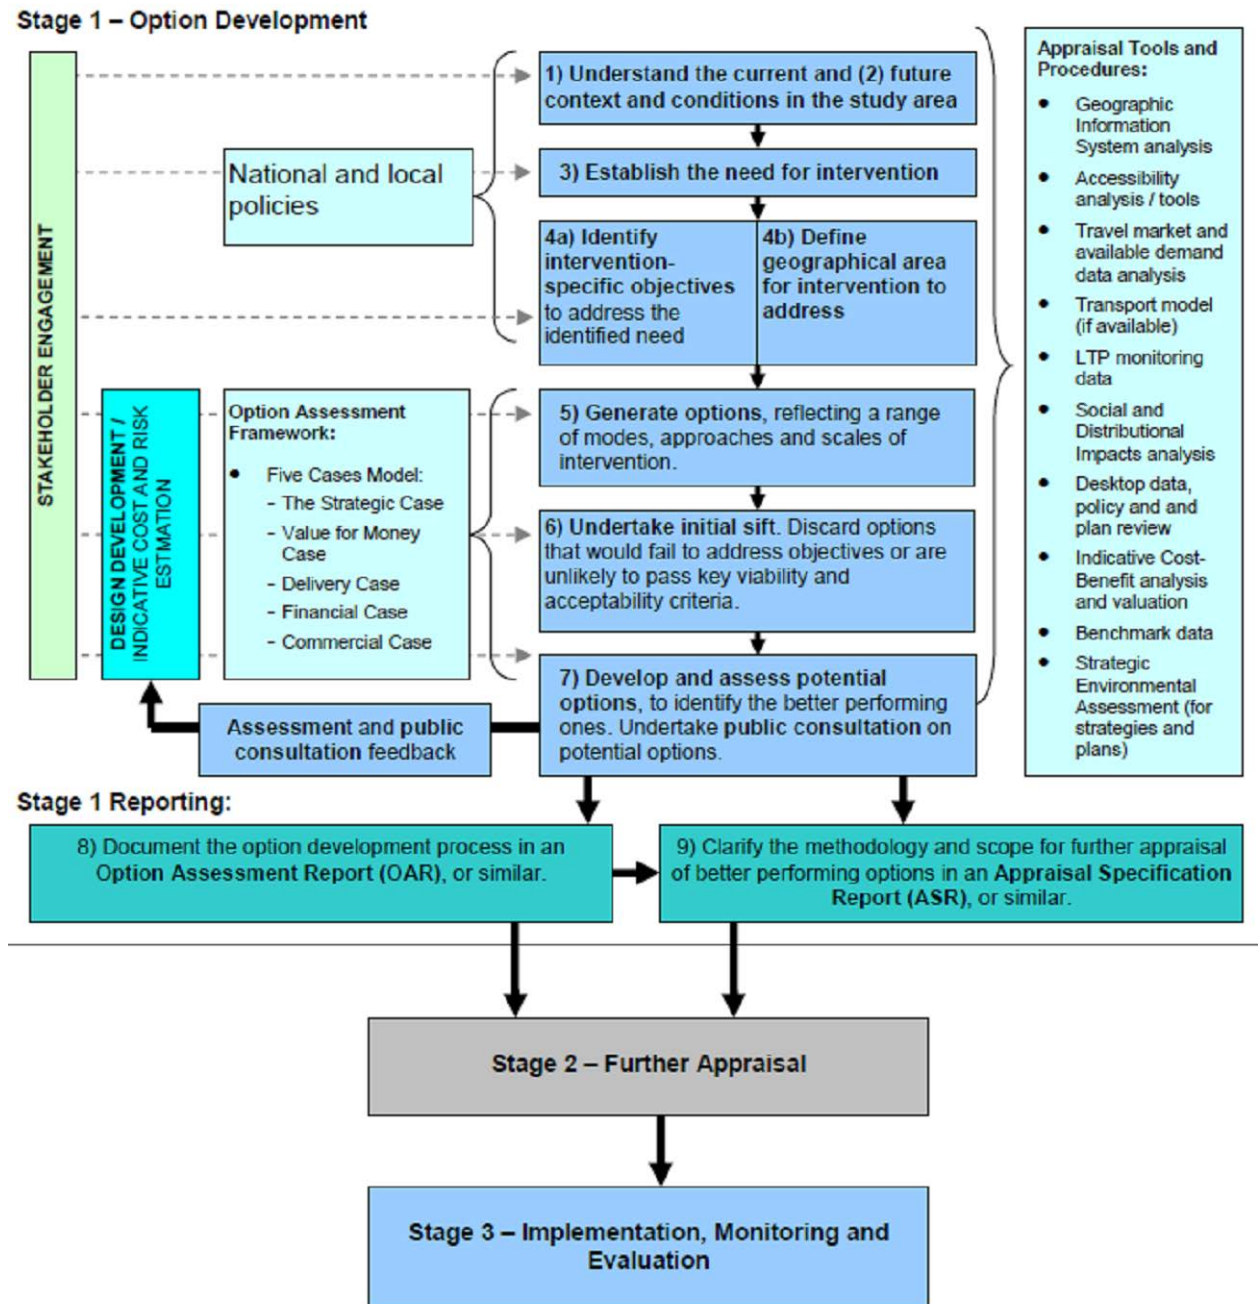 Stage 1 – Option Development
STAKEHOLDER ENGAGEMENT
National and local
policies
1) Understand the current and (2) future
context and conditions in the study area
3) Establish the need for intervention
4a) Identify
intervention-
specific objectives
to address the
identified need
4b) Define
geographical area
for intervention to
address
DESIGN DEVELOPMENT /
INDICATIVE COST AND RISK
ESTMATION
Option Assessment
Framework:
● Five Cases Model:
- The Strategic Case
- Value for Money
Case
- Delivery Case
- Financial Case
- Commercial Case
5) Generate options, reflecting a range
of modes, approaches and scales of
intervention.
6) Undertake initial sift. Discard options
that would fail to address objectives or are
unlikely to pass key viability and
acceptability criteria.
7) Develop and assess potential
options, to identify the better performing
ones. Undertake public consultation on
potential options.
Assessment and public
consultation feedback
Appraisal Tools and
Procedures:
● Geographic
Information
System analysis
● Accessibility
analysis / tools
● Travel market and
available demand
data analysis
● Transport model
(if available)
● LTP monitoring
data
● Social and
Distributional
Impacts analysis
● Desktop data,
policy and and
plan review
● Indicative Cost-
Benefit analysis
and valuation
● Benchmark data
● Strategic
Environmental
Assessment (for
strategies and
plans)
Stage 1 Reporting:
8) Document the option development process in an
Option Assessment Report (OAR), or similar.
9) Clarify the methodology and scope for further appraisal
of better performing options in an Appraisal Specification
Report (ASR), or similar.
Stage 2 – Further Appraisal
Stage 3 – Implementation, Monitoring and
Evaluation